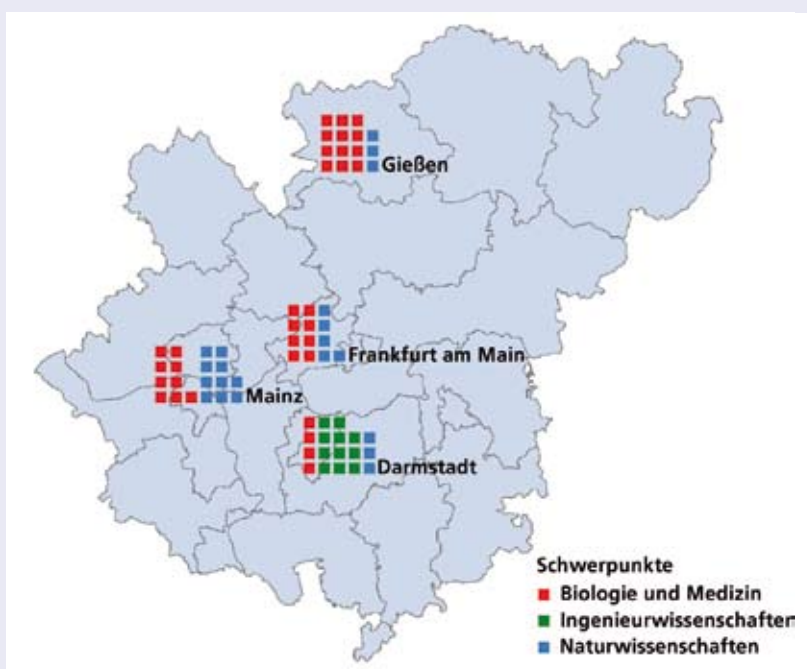 Gießen
Frankfurt am Main
Mainz
Darmstadt
Schwerpunkte
Biologie und Medizin
Ingenieurwissenschaften
Naturwissenschaften